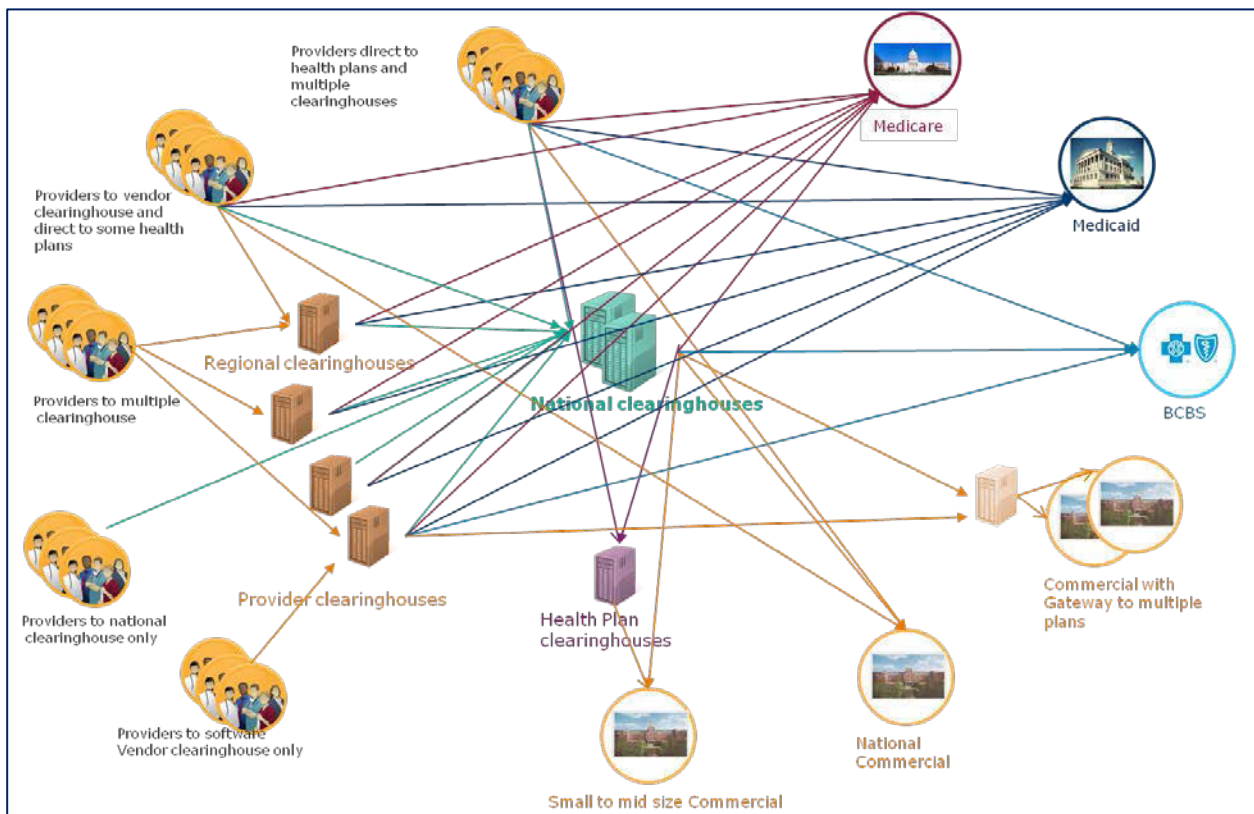 Providers direct to
health plans and
multiple clearinghouses
Medicare
Providers to vendor
clearinghouse and
direct to some health
plans
Medicaid
Regional clearinghouses
National clearinghouses
Providers to multiple
clearinghouse
BCBS
Providers to national
clearinghouse only
Provider clearinghouses
Health Plan
clearinghouses
Commercial with
Gateway to multiple
plans
Providers to software
Vendor clearinghouse only
National
Commercial
Small to mid size Commercial